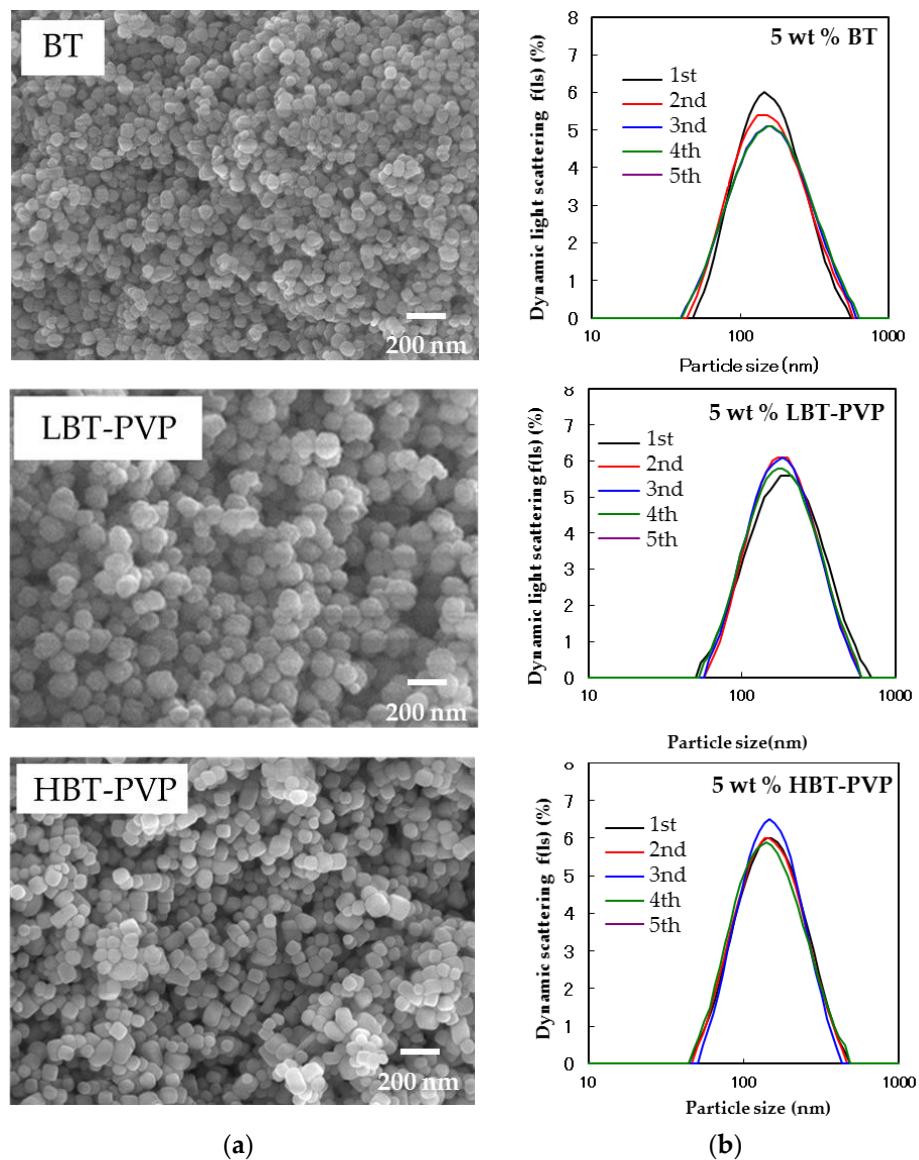 BT
200 nm
5 wt % BT
1st
2nd
3nd
4th
5th
Dynamic light scattering f(ls) (%)
6
5
4
3
2
1
0
10
100
1000
Particle size (nm)
LBT-PVP
200 nm
5 wt % LBT-PVP
1st
2nd
3nd
4th
5th
Dynamic light scattering f(ls) (%)
8
7
6
5
4
3
2
1
0
10
100
1000
Particle size(nm)
HBT-PVP
200 nm
5 wt % HBT-PVP
1st
2nd
3nd
4th
5th
Dynamic scattering f(ls) (%)
7
6
5
4
3
2
1
0
10
100
1000
Particle size (nm)
(a)
(b)